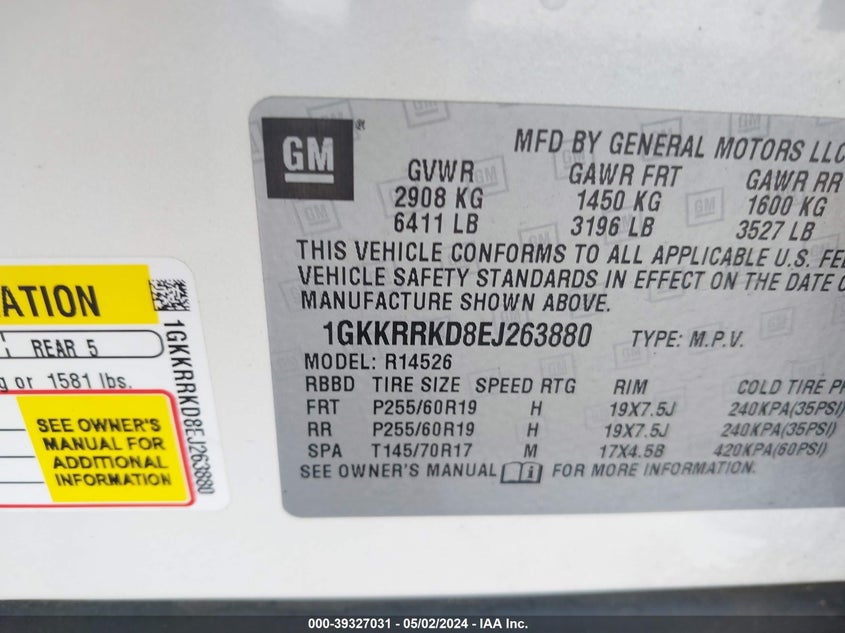 GM
MFD BY GENERAL MOTORS LLC
GVWR GAWR FRT GAWR RR
2908 KG 1450 KG 1600 KG
6411 LB 3196 LB 3527 LB
THIS VEHICLE CONFORMS TO ALL APPLICABLE U.S. FE
VEHICLE SAFETY STANDARDS IN EFFECT ON THE DATE
MANUFACTURE SHOWN ABOVE.
1GKKRRKD8EJ263880 TYPE: M.P.V.
MODEL: R14526
RBBD TIRE SIZE SPEED RTG RIM COLD TIRE P
FRT P255/60R19 H 19X7.5J 240KPA(35PSI)
RR P255/60R19 H 19X7.5J 240KPA(35PSI)
SPA T145/70R17 M 17X4.5B 420KPA(60PSI)
SEE OWNER'S MANUAL i FOR MORE INFORMATION.
ATION
REAR 5
g or 1581 lbs.
SEE OWNER'S
MANUAL FOR
ADDITIONAL
INFORMATION
1GKKRRKD8EJ263880
000-39327031 - 05/02/2024 - IAA Inc.